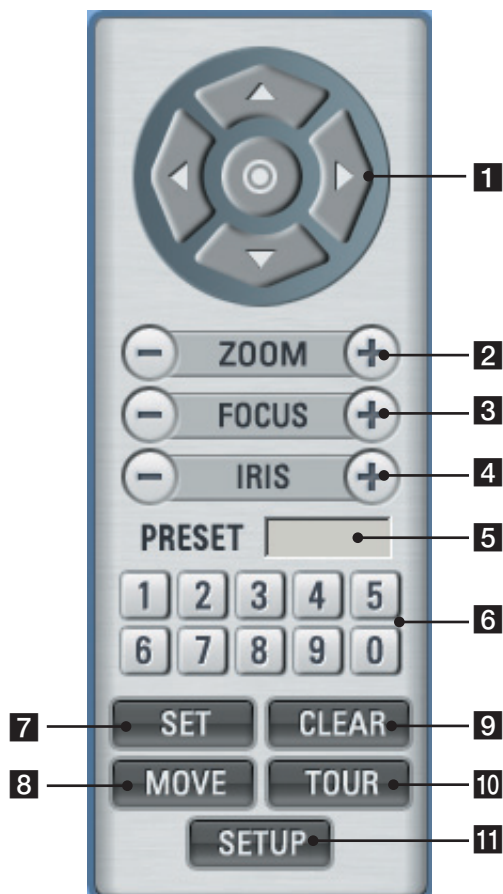 1
- ZOOM + 2
- FOCUS + 3
- IRIS + 4
PRESET 5
1 2 3 4 5
6
6 7 8 9 0
7 SET CLEAR 9
8 MOVE TOUR 10
SETUP 11